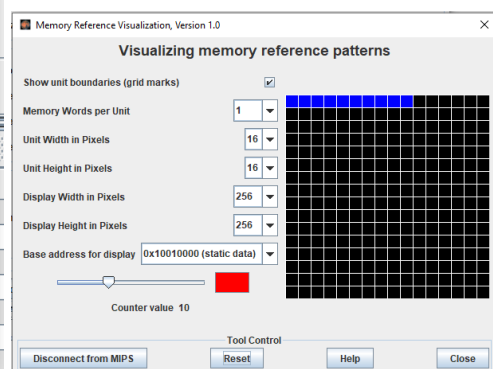 Memory Reference Visualization, Version 1.0
Visualizing memory reference patterns
Show unit boundaries (grid marks)
Memory Words per Unit 1
Unit Width in Pixels 16
Unit Height in Pixels 16
Display Width in Pixels 256
Display Height in Pixels 256
Base address for display 0x10010000 (static data)
Counter value 10
Tool Control
Disconnect from MIPS Reset Help Close